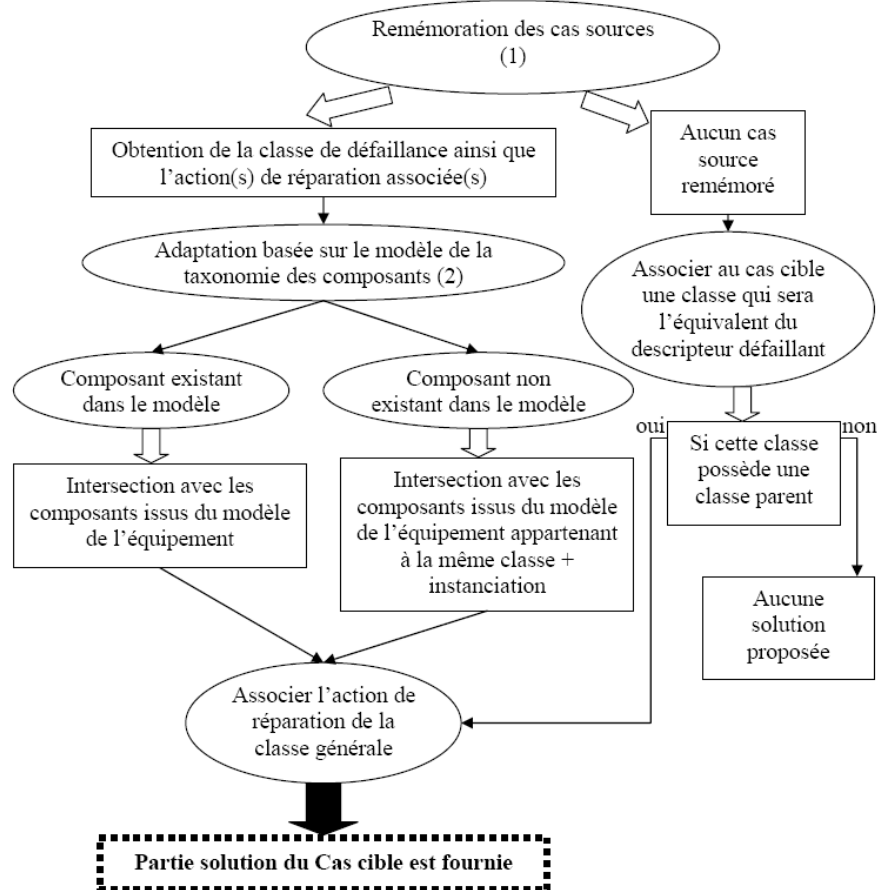 Remémoration des cas sources
(1)
Obtention de la classe de défaillance ainsi que
l'action(s) de réparation associée(s)
Aucun cas
source
remémoré
Adaptation basée sur le modèle de la
taxonomie des composants (2)
Associer au cas cible
une classe qui sera
l'équivalent du
descripteur défaillant
Composant existant
dans le modèle
Composant non
existant dans le modèle
oui
non
Si cette classe
possède une
classe parent
Intersection avec les
composants issus du modèle
de l'équipement
Intersection avec les
composants issus du modèle
de l'équipement appartenant
à la même classe +
instanciation
Aucune
solution
proposée
Associer l'action de
réparation de la
classe générale
Partie solution du Cas cible est fournie